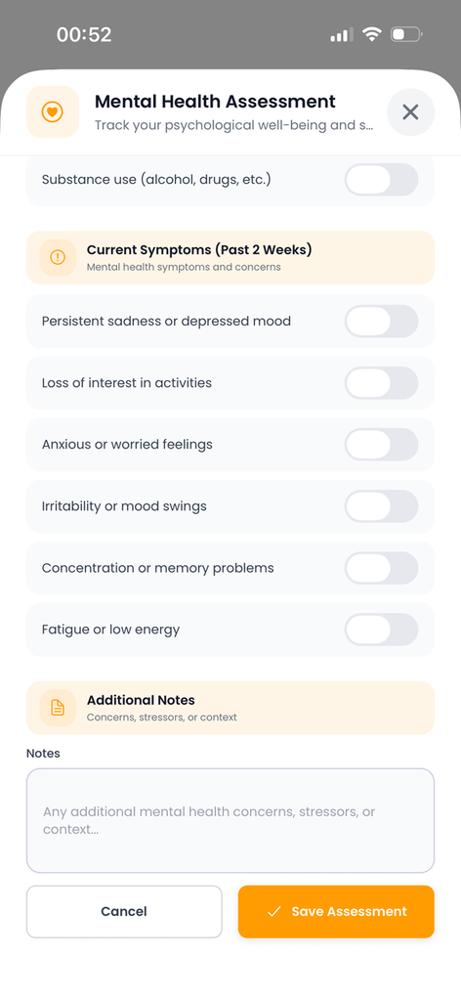 00:52
Mental Health Assessment
Track your psychological well-being and s...
Substance use (alcohol, drugs, etc.)
Current Symptoms (Past 2 Weeks)
Mental health symptoms and concerns
Persistent sadness or depressed mood
Loss of interest in activities
Anxious or worried feelings
Irritability or mood swings
Concentration or memory problems
Fatigue or low energy
Additional Notes
Concerns, stressors, or context
Notes
Any additional mental health concerns, stressors, or
context...
Cancel
Save Assessment